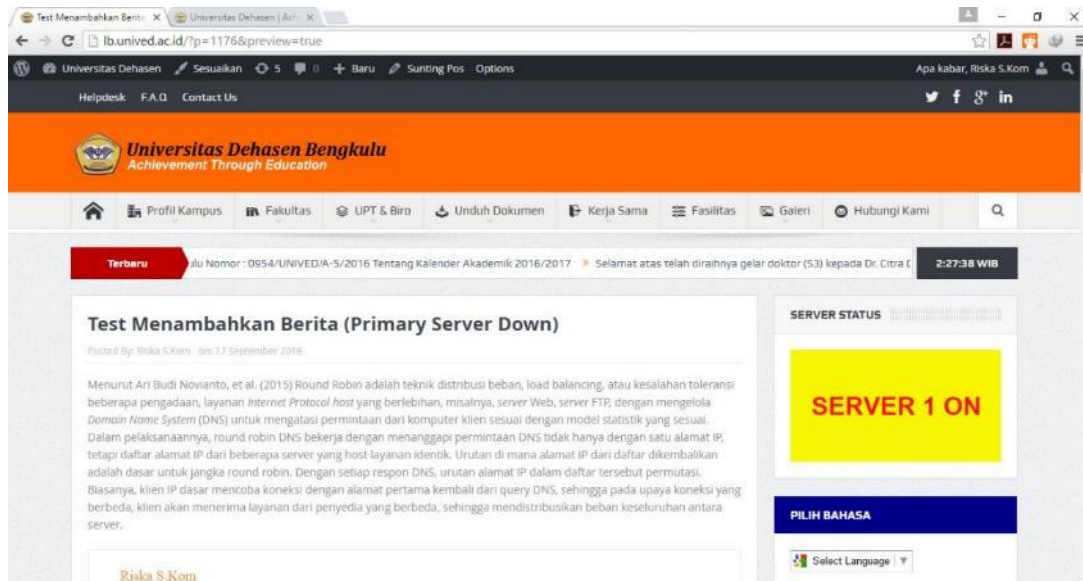 Test Menambahkan Berita
Universitas Dehasen | Achi
lb.unived.ac.id/?p=1176&preview=true
Universitas Dehasen Sesuaikan 5 0 Baru Sunting Pos Options Apa kabar, Riska S.Kom
Helpdesk F.A.Q Contact Us
Universitas Dehasen Bengkulu
Achievement Through Education
Profil Kampus Fakultas UPT & Biro Unduh Dokumen Kerja Sama Fasilitas Galeri Hubungi Kami
Terbaru ulu Nomor : 0954/UNIVED/A-5/2016 Tentang Kalender Akademik 2016/2017 » Selamat atas telah diraihnya gelar doktor (S3) kepada Dr. Citra D 2:27:38 WIB
Test Menambahkan Berita (Primary Server Down)
Posted By: Riska S.Kom on: 17 September 2016
Menurut Ari Budi Novianto, et al. (2015) Round Robin adalah teknik distribusi beban, load balancing, atau kesalahan toleransi
beberapa pengadaan, layanan Internet Protocol host yang berlebihan, misalnya, server Web, server FTP, dengan mengelola
Domain Name System (DNS) untuk mengatasi permintaan dari komputer klien sesuai dengan model statistik yang sesuai.
Dalam pelaksanaannya, round robin DNS bekerja dengan menanggapi permintaan DNS tidak hanya dengan satu alamat IP,
tetapi daftar alamat IP dari beberapa server yang host layanan identik. Urutan di mana alamat IP dari daftar dikembalikan
adalah dasar untuk jangka round robin. Dengan setiap respon DNS, urutan alamat IP dalam daftar tersebut permutasi.
Biasanya, klien IP dasar mencoba koneksi dengan alamat pertama kembali dari query DNS, sehingga pada upaya koneksi yang
berbeda, klien akan menerima layanan dari penyedia yang berbeda, sehingga mendistribusikan beban keseluruhan antara
server.
Riska S.Kom
SERVER STATUS
SERVER 1 ON
PILIH BAHASA
Select Language